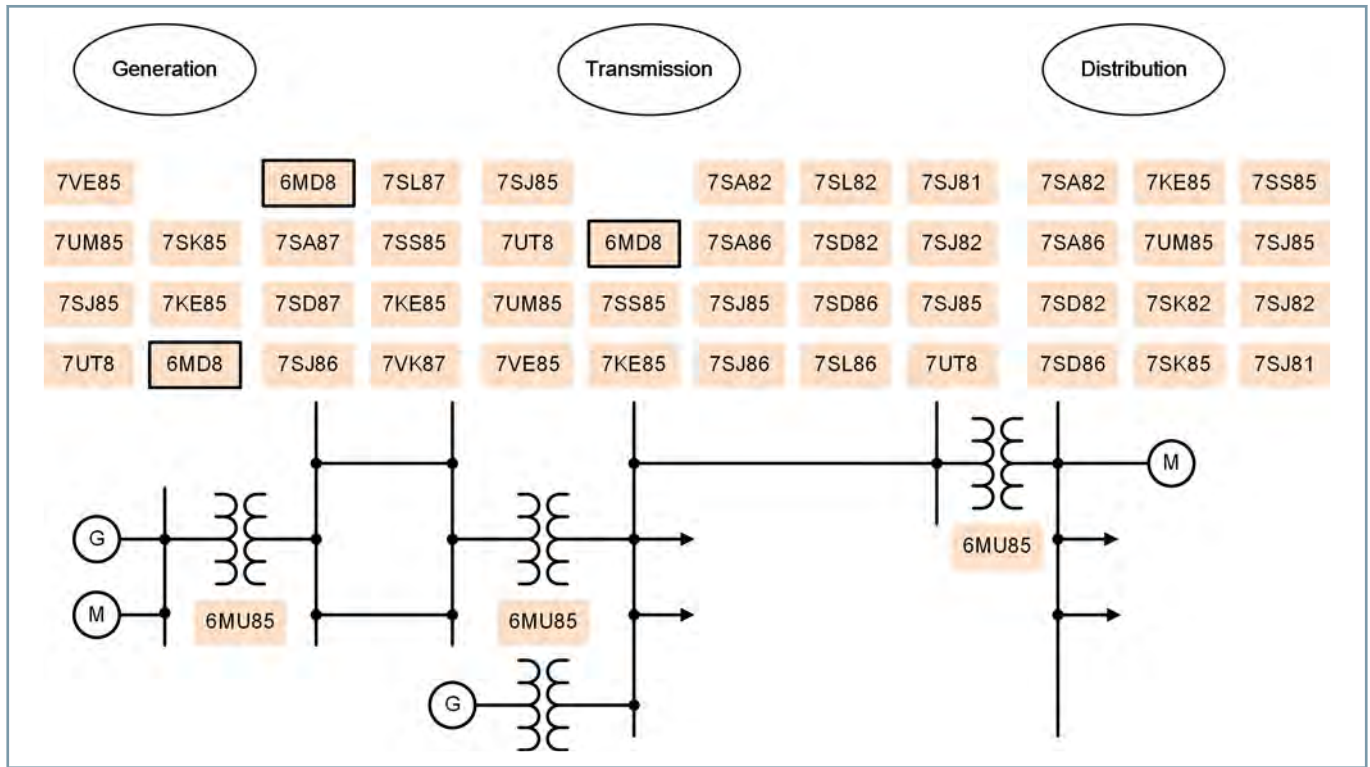 Generation Transmission Distribution
7VE85 6MD8 7SL87 7SJ85 7SA82 7SL82 7SJ81 7SA82 7KE85 7SS85
7UM85 7SK85 7SA87 7SS85 7UT8 6MD8 7SA86 7SD82 7SJ82 7SA86 7UM85 7SJ85
7SJ85 7KE85 7SD87 7KE85 7UM85 7SS85 7SJ85 7SD86 7SJ85 7SD82 7SK82 7SJ82
7UT8 6MD8 7SJ86 7VK87 7VE85 7KE85 7SJ86 7SL86 7UT8 7SD86 7SK85 7SJ81
M
G
6MU85
M
6MU85 6MU85
G